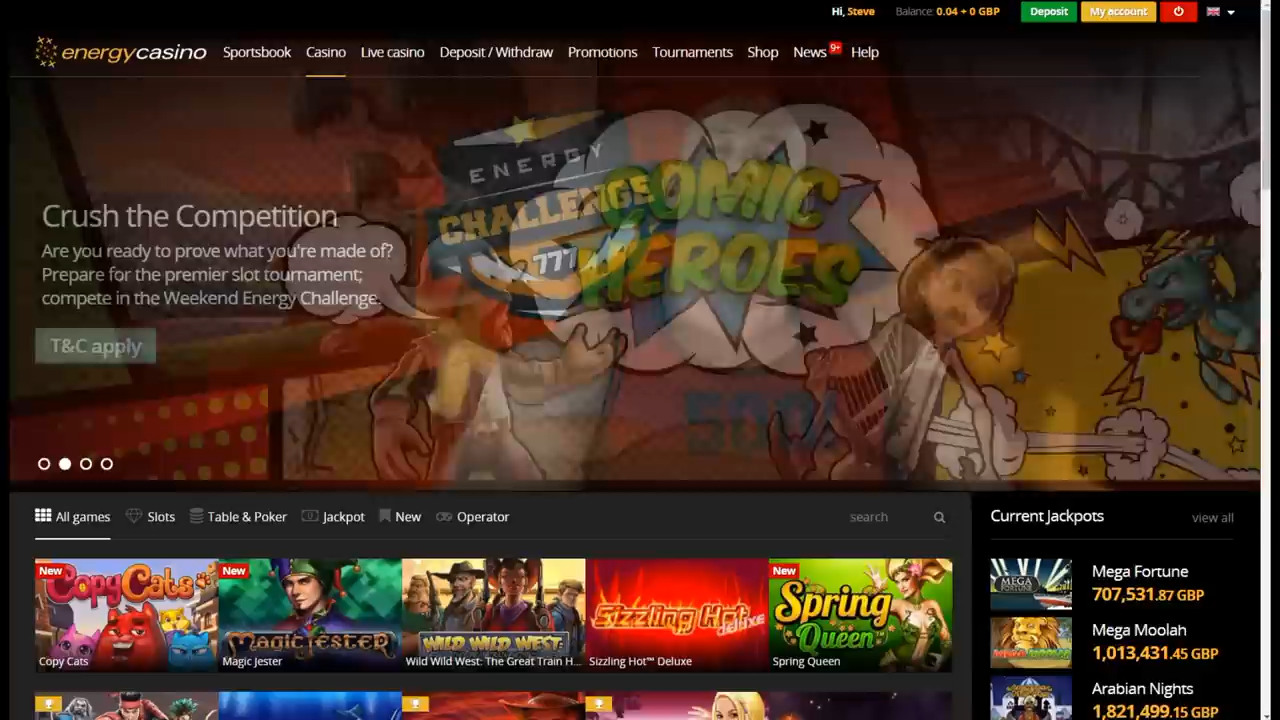 Hi, Steve
Balance: 0.04 + 0 GBP
Deposit
My account
energycasino
Sportsbook
Casino
Live casino
Deposit / Withdraw
Promotions
Tournaments
Shop
News
9+
Help
ENERGY
CHALLENGE
777
COMIC
HEROES
Crush the Competition
Are you ready to prove what you're made of?
Prepare for the premier slot tournament;
compete in the Weekend Energy Challenge.
T&C apply
All games
Slots
Table & Poker
Jackpot
New
Operator
search
New
CopyCats
Copy Cats
New
MAGIC JESTER
Magic Jester
WILD WILD WEST:
Wild Wild West: The Great Train H...
Sizzling Hot
deluxe
Sizzling Hot™ Deluxe
New
Spring
Queen
Spring Queen
Current Jackpots
view all
MEGA
FORTUNE
Mega Fortune
707,531.87 GBP
MEGA MOOLAH
Mega Moolah
1,013,431.45 GBP
Arabian Nights
1,821,499.15 GBP